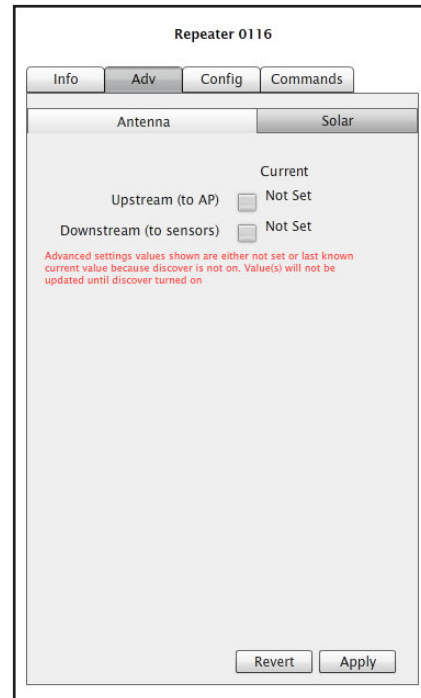 Repeater 0116
Info Adv Config Commands
Antenna Solar
Current
Upstream (to AP) Not Set
Downstream (to sensors) Not Set
Advanced settings values shown are either not set or last known
current value because discover is not on. Value(s) will not be
updated until discover turned on
Revert Apply